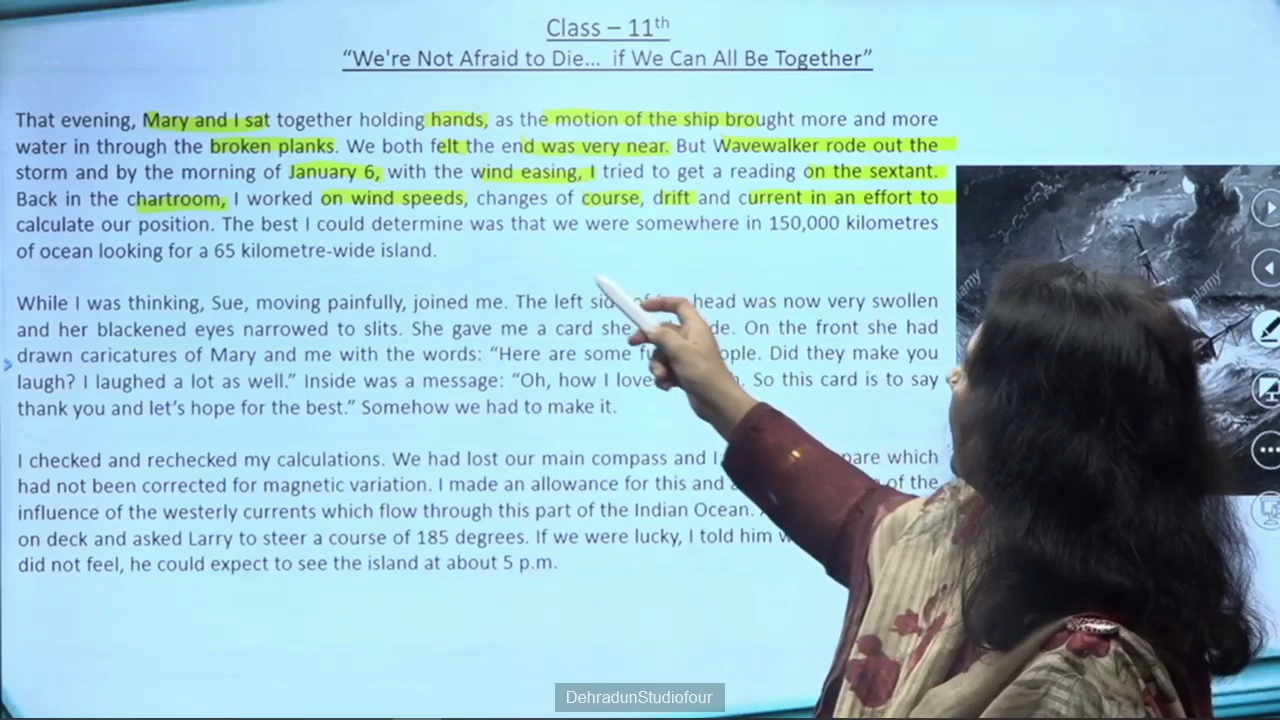 Class – 11th
“We're Not Afraid to Die... if We Can All Be Together”
That evening, Mary and I sat together holding hands, as the motion of the ship brought more and more
water in through the broken planks. We both felt the end was very near. But Wavewalker rode out the
storm and by the morning of January 6, with the wind easing, I tried to get a reading on the sextant.
Back in the chartroom, I worked on wind speeds, changes of course, drift and current in an effort to
calculate our position. The best I could determine was that we were somewhere in 150,000 kilometres
of ocean looking for a 65 kilometre-wide island.
While I was thinking, Sue, moving painfully, joined me. The left head was now very swollen
and her blackened eyes narrowed to slits. She gave me a card she On the front she had
drawn caricatures of Mary and me with the words: “Here are some Did they make you
laugh? I laughed a lot as well.” Inside was a message: “Oh, how I love So this card is to say
thank you and let’s hope for the best.” Somehow we had to make it.
I checked and rechecked my calculations. We had lost our main compass and I which
had not been corrected for magnetic variation. I made an allowance for this and of the
influence of the westerly currents which flow through this part of the Indian Ocean.
on deck and asked Larry to steer a course of 185 degrees. If we were lucky, I told him
did not feel, he could expect to see the island at about 5 p.m.
alamy
DehradunStudiofour